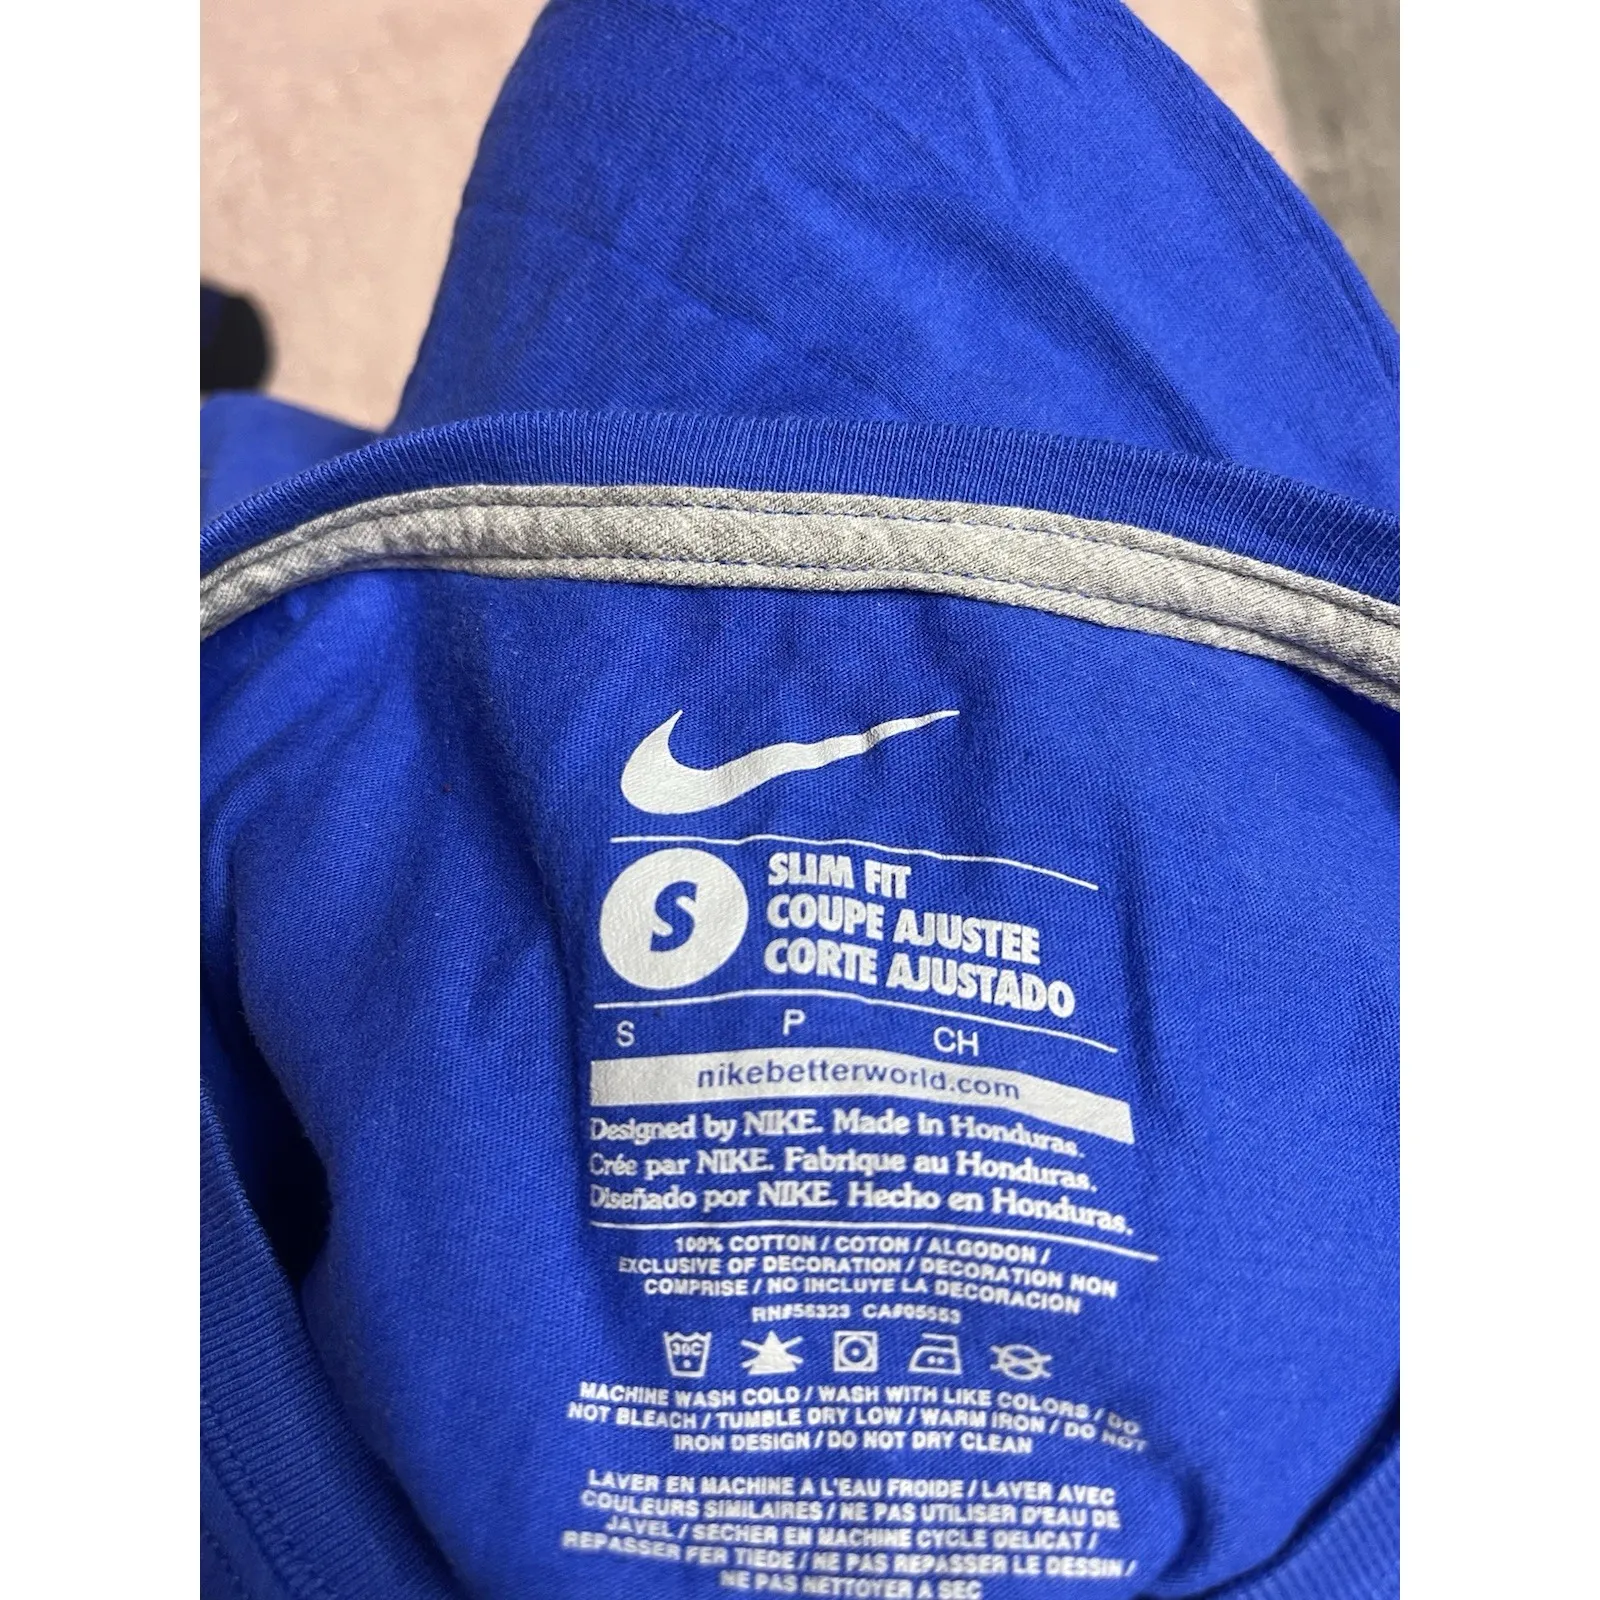 S
SLIM FIT
COUPE AJUSTEE
CORTE AJUSTADO
S P CH
nikebetterworld.com
Designed by NIKE. Made in Honduras.
Crée par NIKE. Fabrique au Honduras.
Diseñado por NIKE. Hecho en Honduras.
100% COTTON / COTON / ALGODON /
EXCLUSIVE OF DECORATION / DECORATION NON
COMPRISE / NO INCLUYE LA DECORACION
RN#56323 CA#05553
30C
MACHINE WASH COLD / WASH WITH LIKE COLORS / DO
NOT BLEACH / TUMBLE DRY LOW / WARM IRON / DO NOT
IRON DESIGN / DO NOT DRY CLEAN
LAVER EN MACHINE A L'EAU FROIDE / LAVER AVEC
COULEURS SIMILAIRES / NE PAS UTILISER D'EAU DE
JAVEL / SECHER EN MACHINE CYCLE DELICAT /
REPASSER FER TIEDE / NE PAS REPASSER LE DESSIN /
NE PAS NETTOYER A SEC